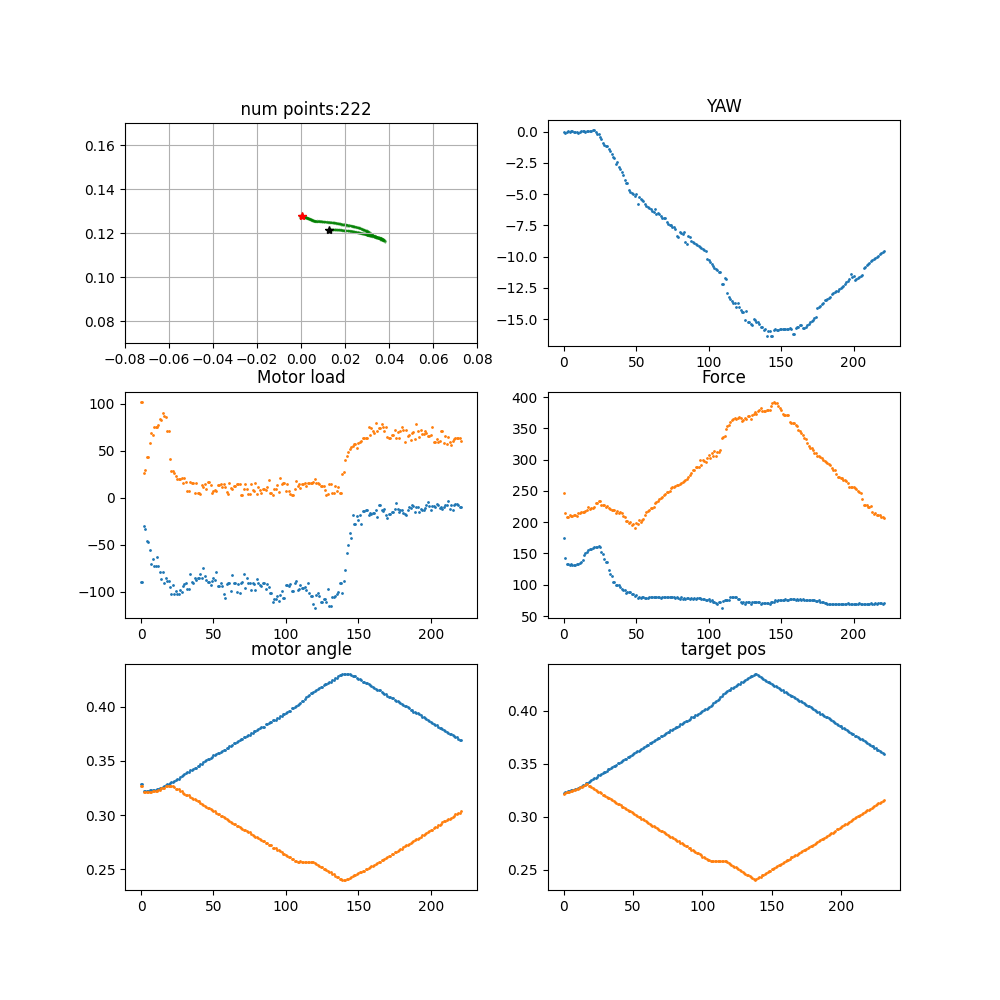 num points:222
0.16
0.14
0.12
0.10
0.08
−0.08 −0.06 −0.04 −0.02 0.00 0.02 0.04 0.06 0.08
YAW
0.0
−2.5
−5.0
−7.5
−10.0
−12.5
−15.0
0 50 100 150 200
Motor load
100
50
0
−50
−100
0 50 100 150 200
Force
400
350
300
250
200
150
100
50
0 50 100 150 200
motor angle
0.40
0.35
0.30
0.25
0 50 100 150 200
target pos
0.40
0.35
0.30
0.25
0 50 100 150 200